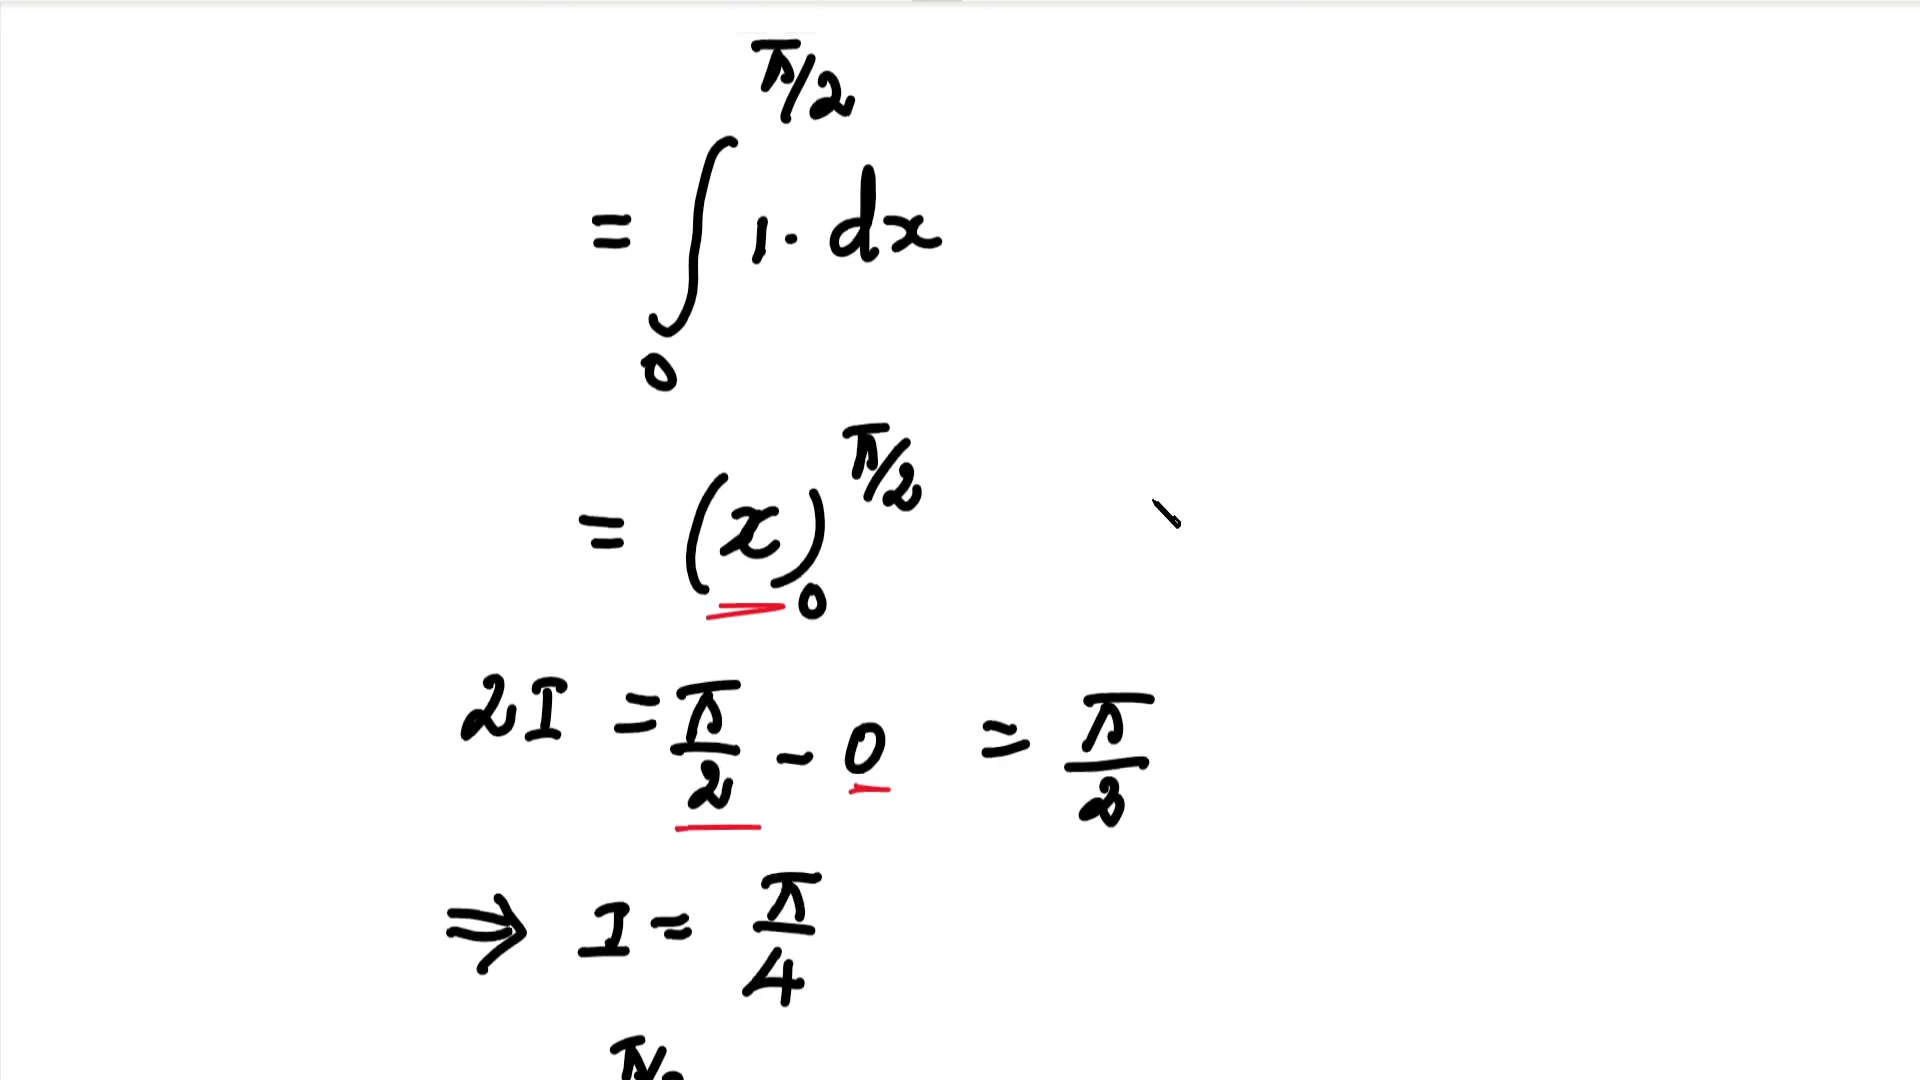 = ∫₀^{π/2} 1. dx
= (x)₀^{π/2}
2I = π/2 - 0 = π/2
⇒ I = π/4